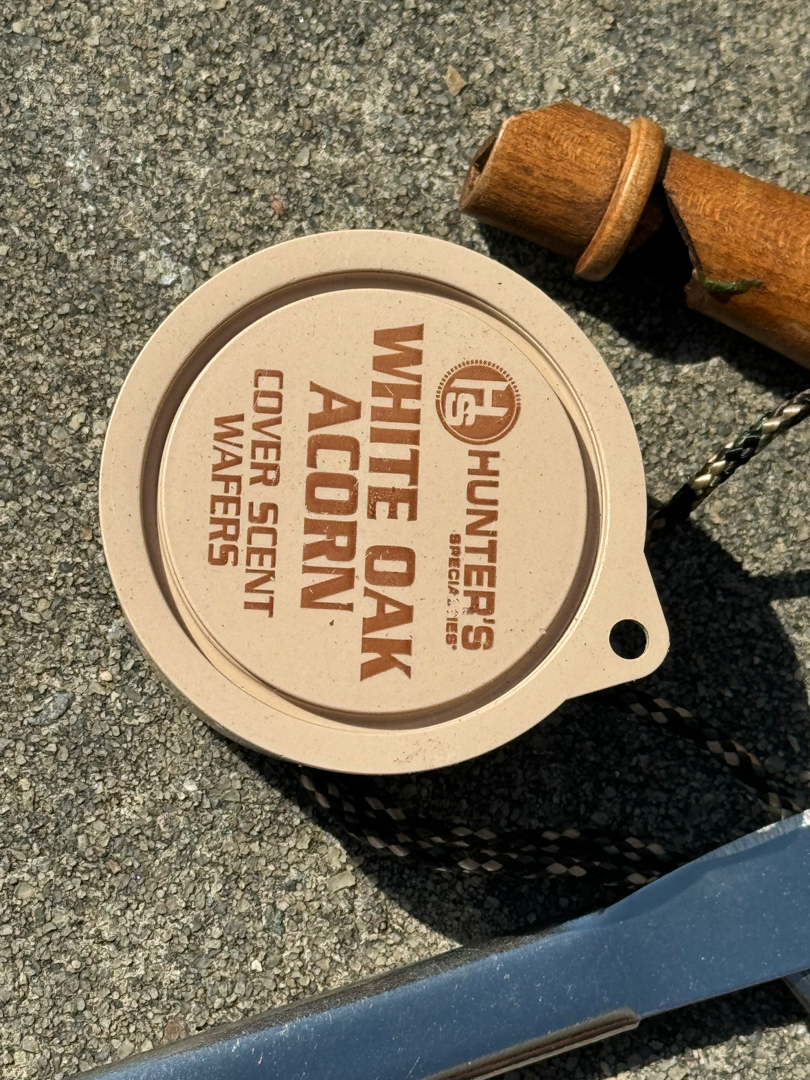 HS
HUNTER'S
SPECIALTIES®
WHITE OAK
ACORN
COVER SCENT
WAFERS